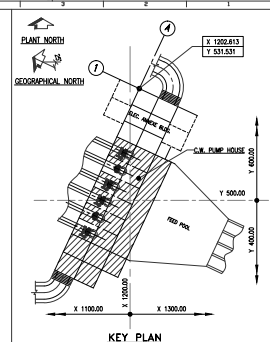 3
2
1
PLANT NORTH
GEOGRAPHICAL NORTH
1
A
X 1202.613
Y 531.531
ELEC. ANNEXE BLDG.
C.W. PUMP HOUSE
Y 600.00
Y 500.00
FEED POOL
Y 400.00
X 1100.00
X 1200.00
X 1300.00
KEY PLAN